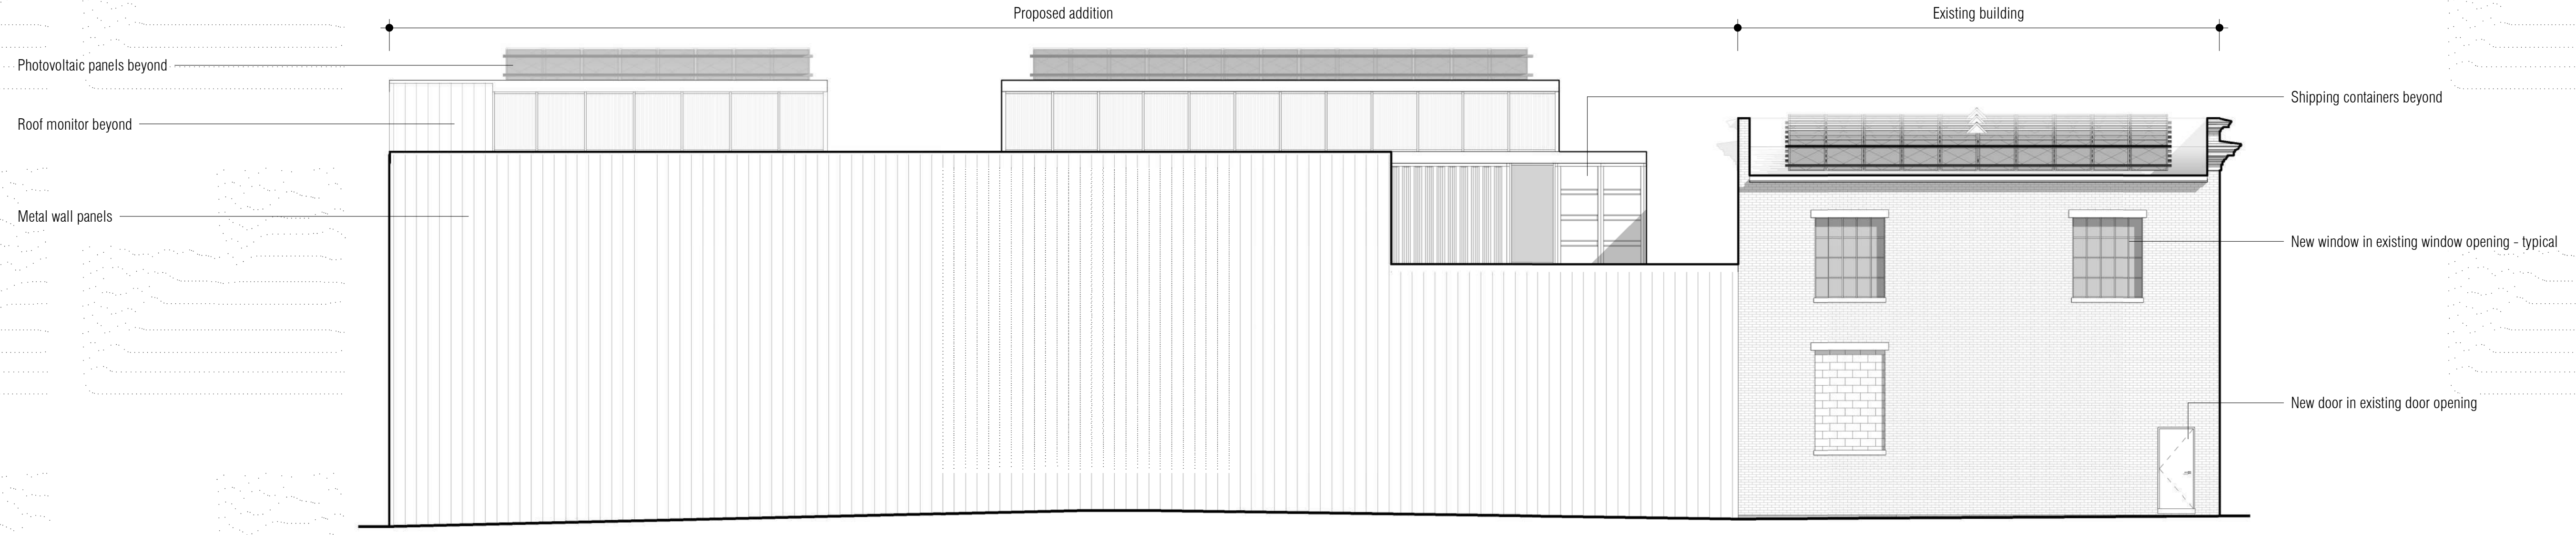 Proposed addition
Existing building
Photovoltaic panels beyond
Roof monitor beyond
Metal wall panels
Shipping containers beyond
New window in existing window opening - typical
New door in existing door opening